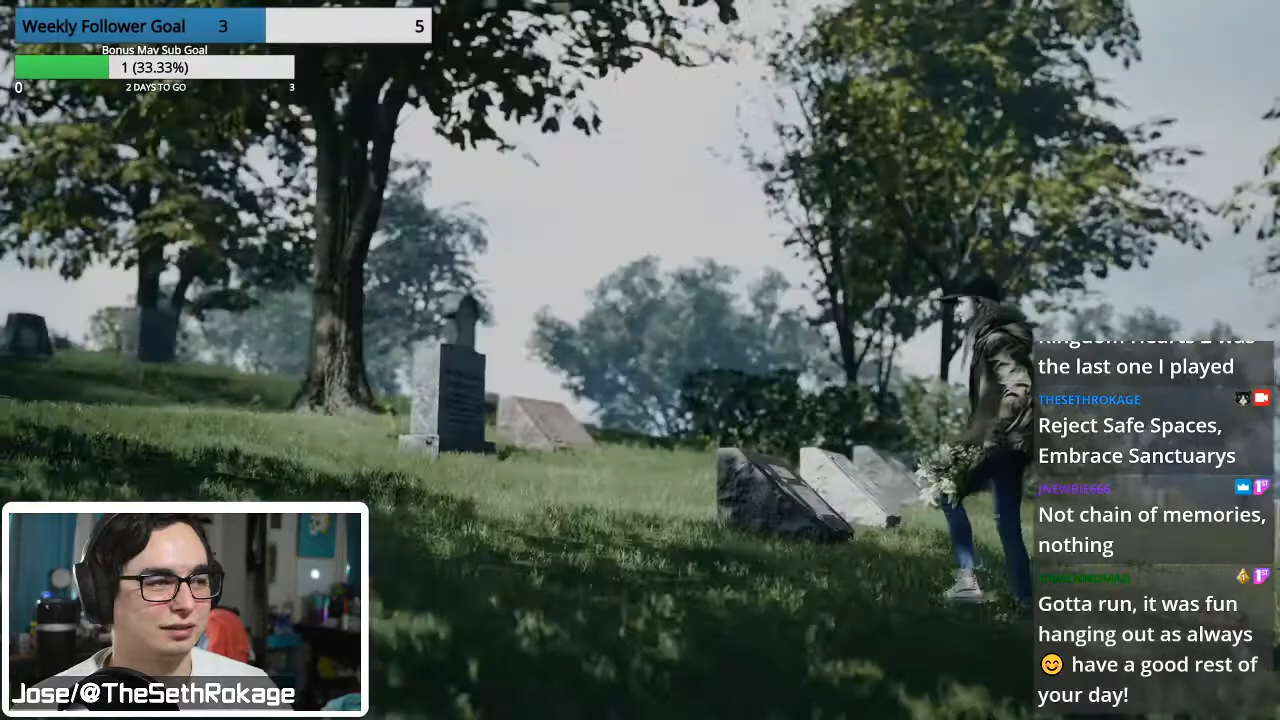 Weekly Follower Goal 3 5
Bonus May Sub Goal
1 (33.33%)
0 2 DAYS TO GO 3
the last one I played
THESETHROKAGE
Reject Safe Spaces,
Embrace Sanctuarys
JNEWBIE666
Not chain of memories,
nothing
Gotta run, it was fun
hanging out as always
😊 have a good rest of
your day!
Jose/@TheSethRokage